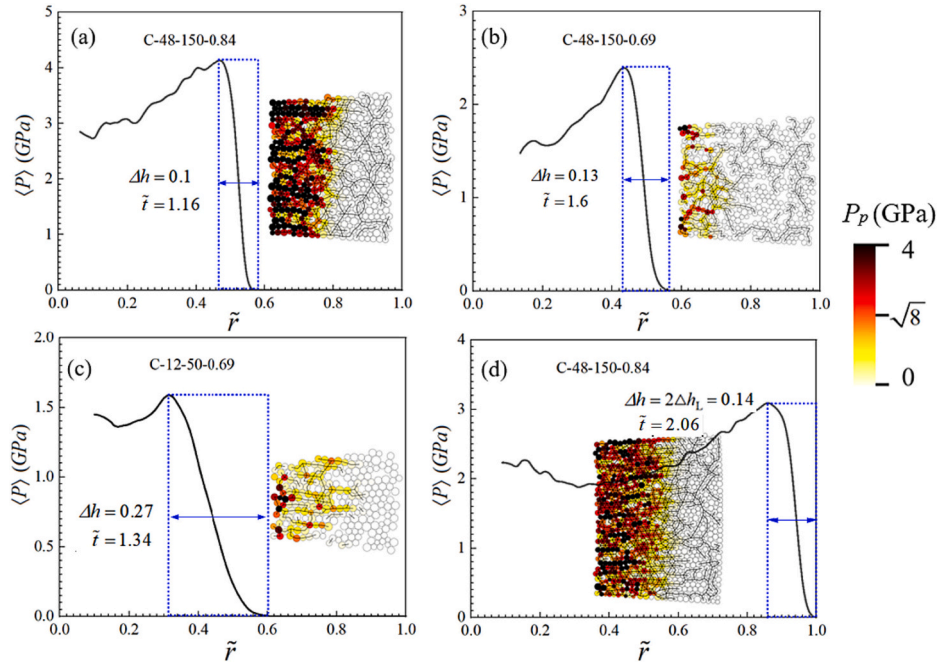 (a)
C-48-150-0.84
⟨P⟩ (GPa)
5
4
3
2
1
0
Δh = 0.1
t̃ = 1.16
0.0 0.2 0.4 0.6 0.8 1.0
r̃
(b)
C-48-150-0.69
⟨P⟩ (GPa)
3
2
1
0
Δh = 0.13
t̃ = 1.6
0.0 0.2 0.4 0.6 0.8 1.0
r̃
P_p (GPa)
4
√8
0
(c)
C-12-50-0.69
⟨P⟩ (GPa)
2.0
1.5
1.0
0.5
0.0
Δh = 0.27
t̃ = 1.34
0.0 0.2 0.4 0.6 0.8 1.0
r̃
(d)
C-48-150-0.84
⟨P⟩ (GPa)
4
3
2
1
0
Δh = 2△h_L = 0.14
t̃ = 2.06
0.0 0.2 0.4 0.6 0.8 1.0
r̃